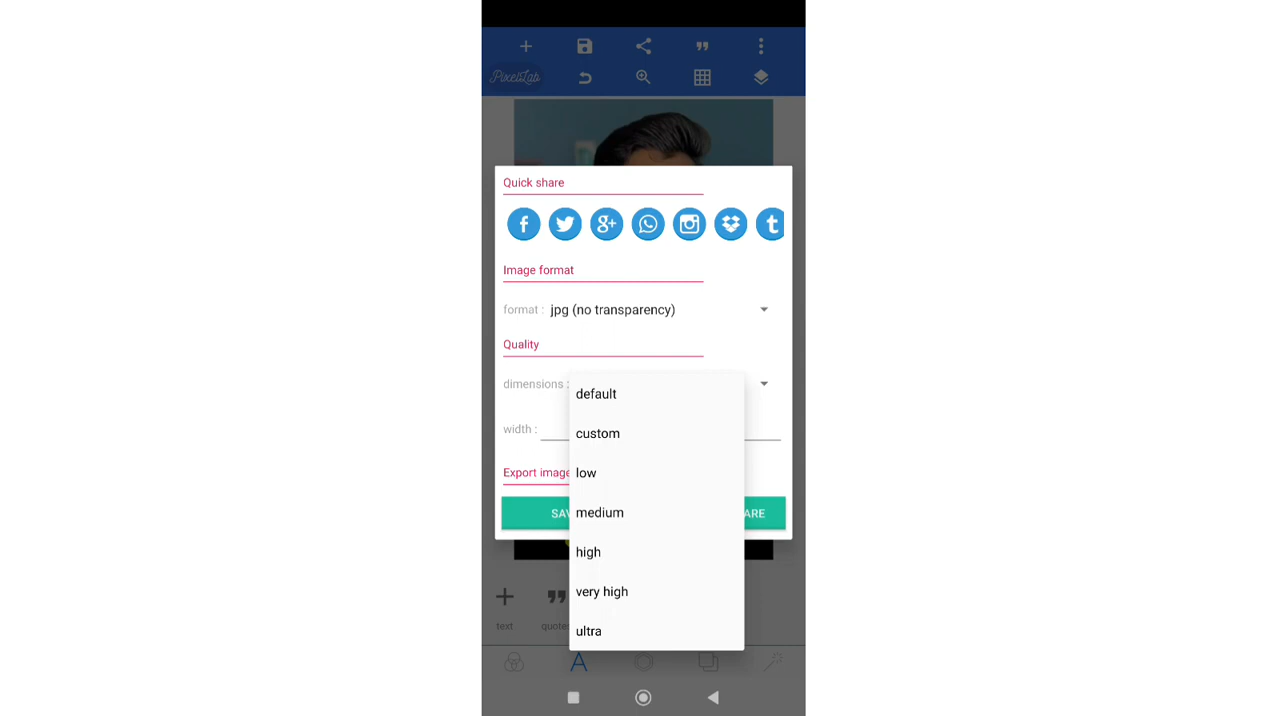 PixelLab
Quick share
Image format
format : jpg (no transparency)
Quality
dimensions :
default
custom
width :
low
Export image
medium
SAV
ARE
high
very high
ultra
text
quotes